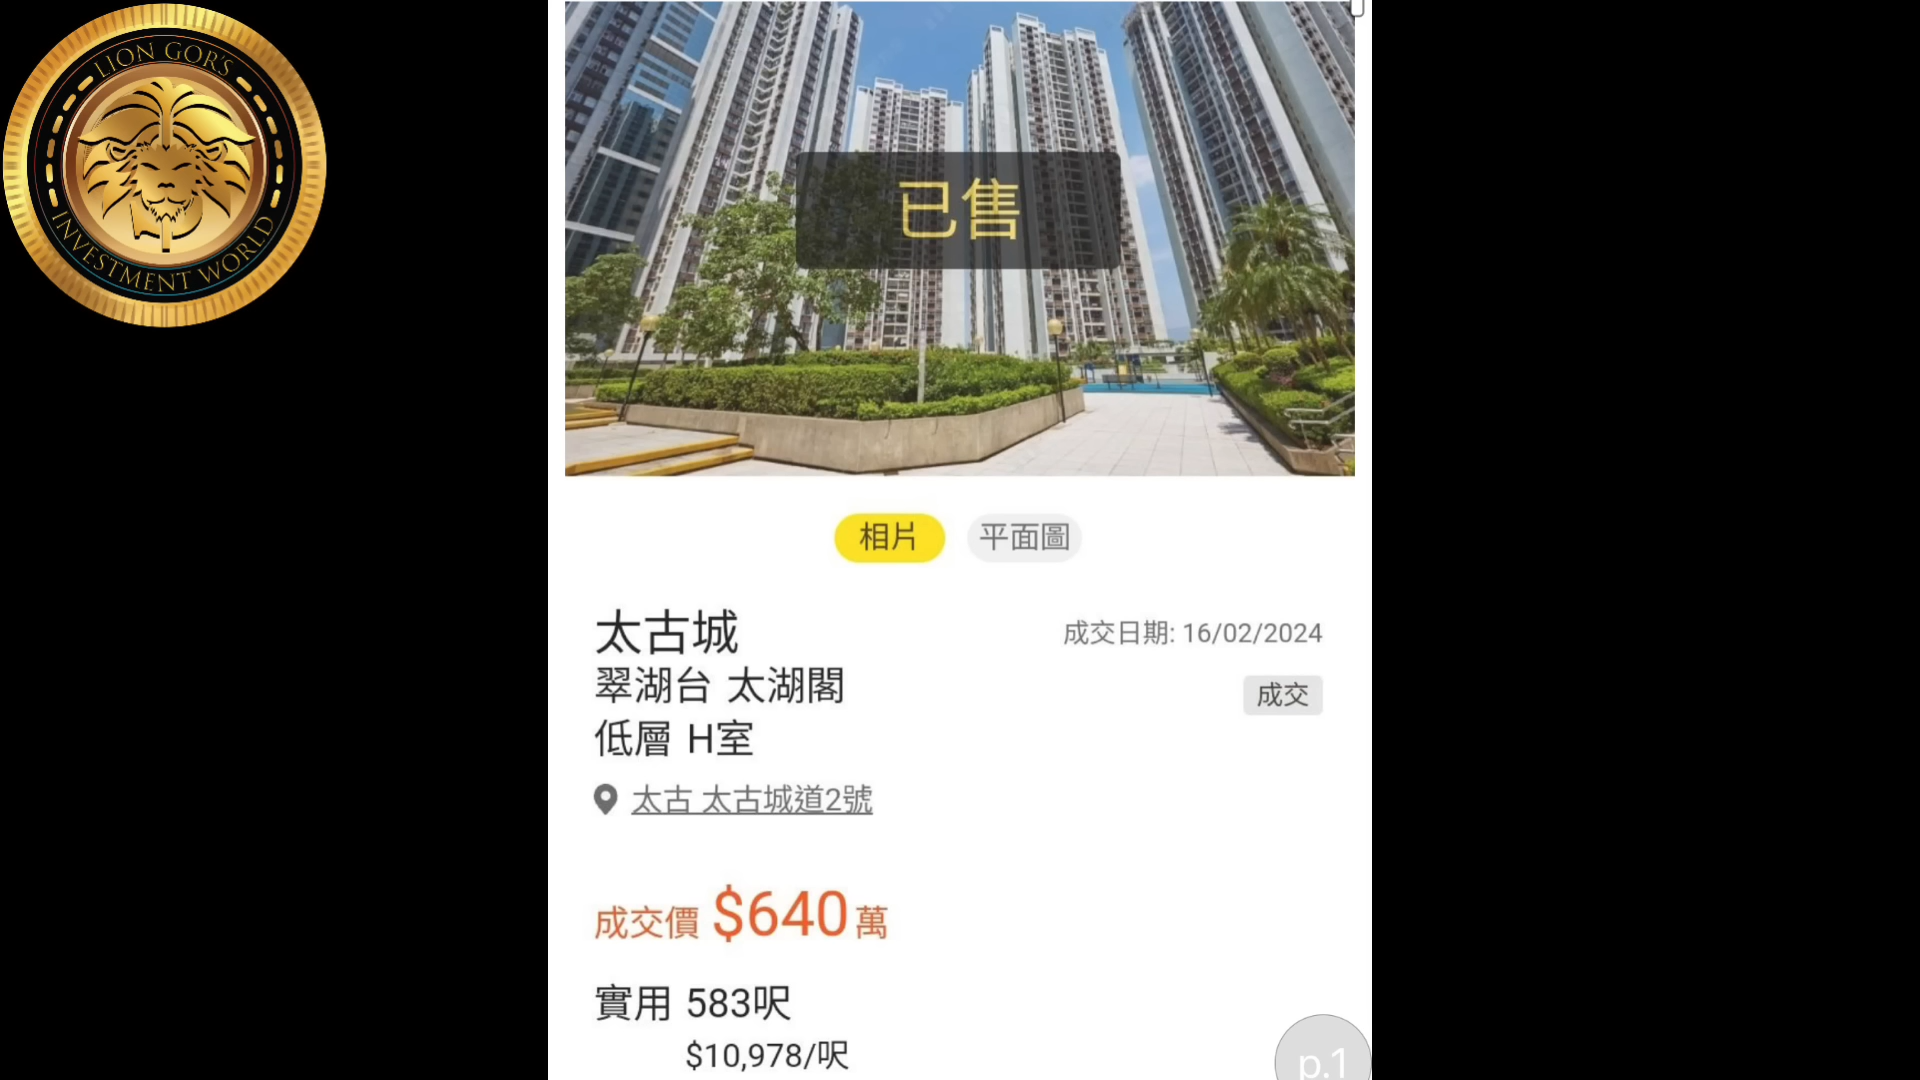 LION GOR'S
INVESTMENT WORLD
已售
相片 平面圖
太古城
成交日期: 16/02/2024
翠湖台 太湖閣
成交
低層 H室
太古 太古城道2號
成交價 $640萬
實用 583呎
$10,978/呎
p.1